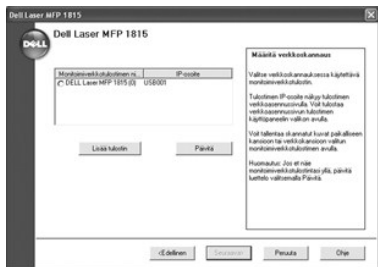 Dell Laser MFP 1815
DELL
Dell Laser MFP 1815
Monitoimiverkkotulostimen ni... IP-osoite
DELL Laser MFP 1815 (0) USB001
Lisää tulostin Päivitä
Määritä verkkoskannaus
Valitse verkkoskannauksessa käytettävä
monitoimiverkkotulostin.
Tulostimen IP-osoite näkyy tulostimen
verkkoasennussivulla. Voit tulostaa
verkkoasennussivun tulostimen
käyttöpaneelin valikon avulla.
Voit tallentaa skannatut kuvat paikalliseen
kansioon tai verkkokansioon valitun
monitoimiverkkotulostimen avulla.
Huomautus: Jos et näe
monitoimiverkkotulostintasi yllä, päivitä
luettelo valitsemalla Päivitä.
<Edellinen Seuraava> Peruuta Ohje